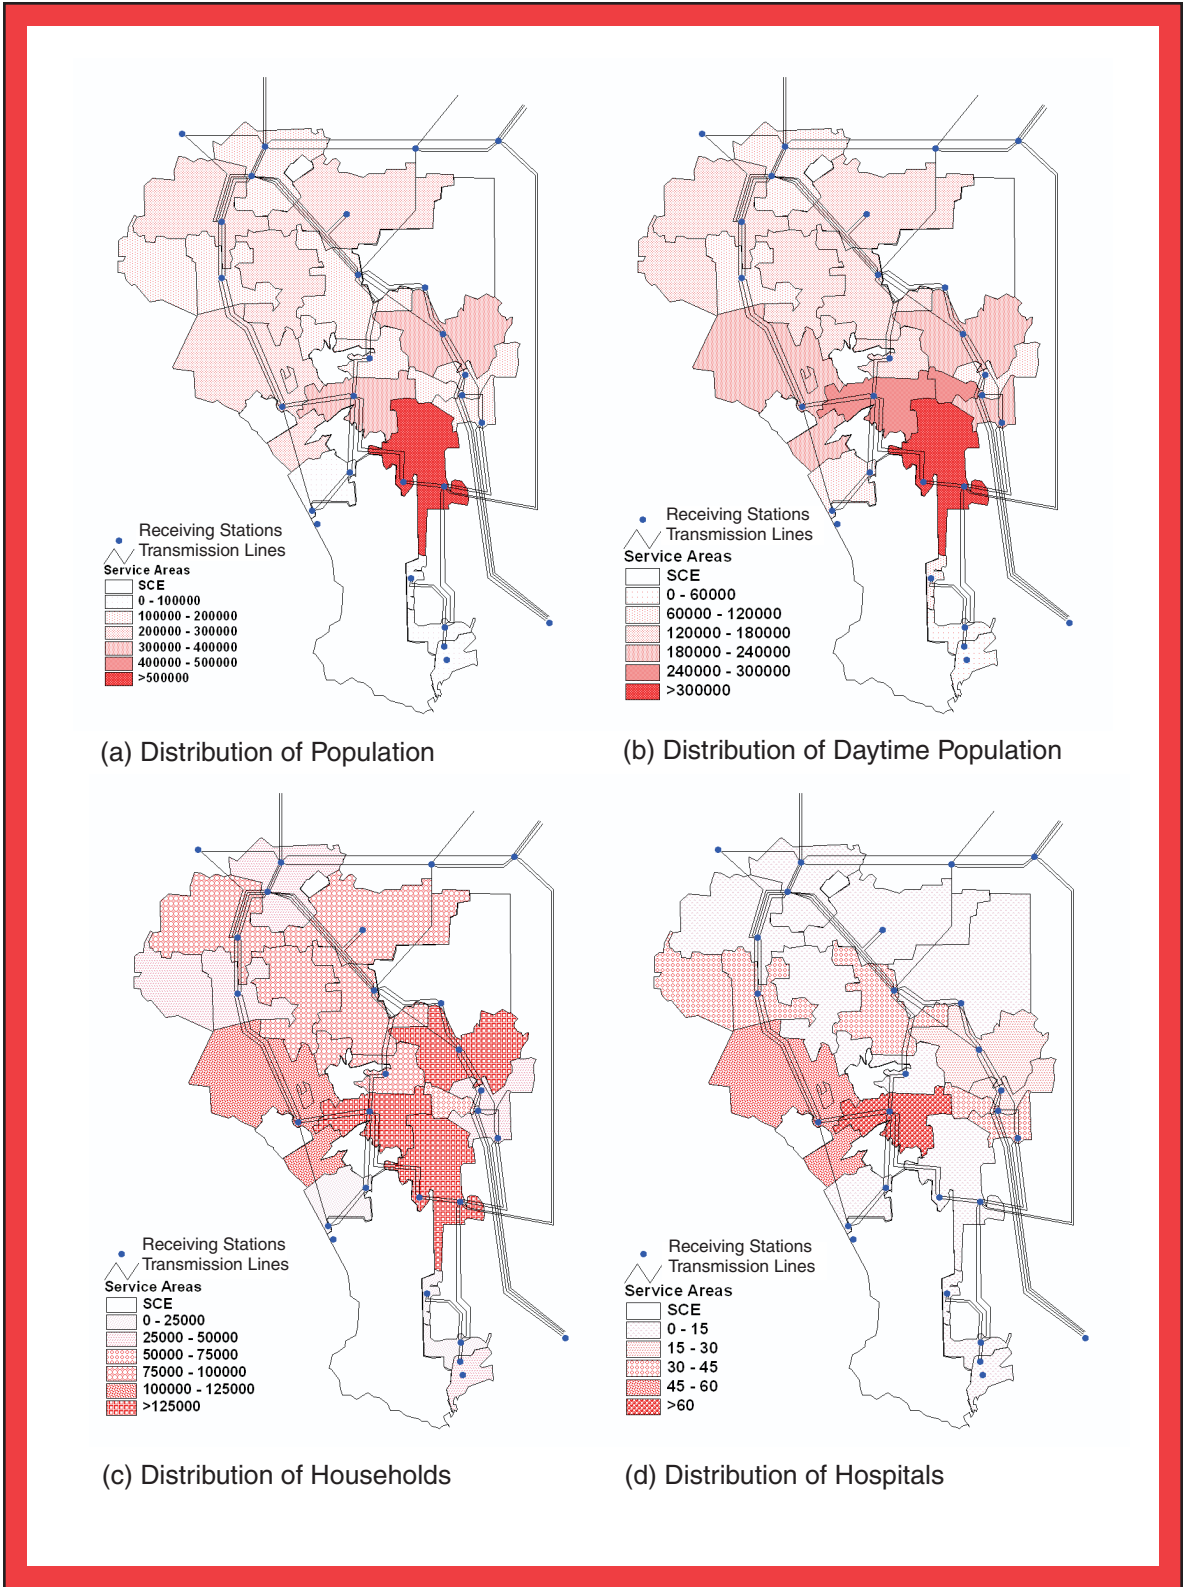 Receiving Stations
Transmission Lines
Service Areas
SCE
0 - 100000
100000 - 200000
200000 - 300000
300000 - 400000
400000 - 500000
>500000
(a) Distribution of Population
Receiving Stations
Transmission Lines
Service Areas
SCE
0 - 60000
60000 - 120000
120000 - 180000
180000 - 240000
240000 - 300000
>300000
(b) Distribution of Daytime Population
Receiving Stations
Transmission Lines
Service Areas
SCE
0 - 25000
25000 - 50000
50000 - 75000
75000 - 100000
100000 - 125000
>125000
(c) Distribution of Households
Receiving Stations
Transmission Lines
Service Areas
SCE
0 - 15
15 - 30
30 - 45
45 - 60
>60
(d) Distribution of Hospitals